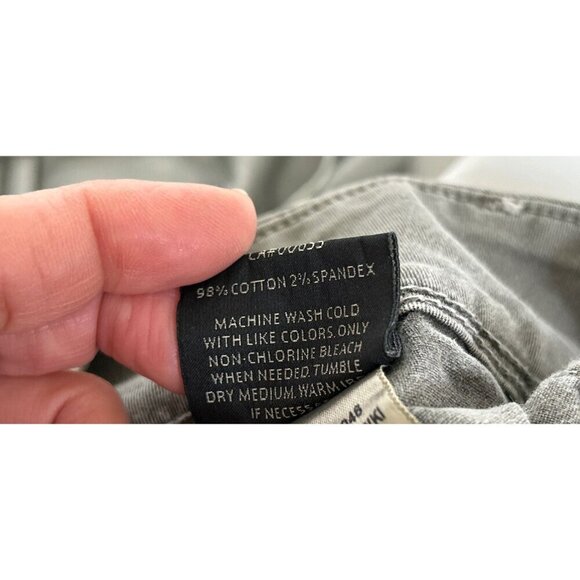 98% COTTON 2% SPANDEX
MACHINE WASH COLD
WITH LIKE COLORS. ONLY
NON-CHLORINE BLEACH
WHEN NEEDED. TUMBLE
DRY MEDIUM. WARM
IF